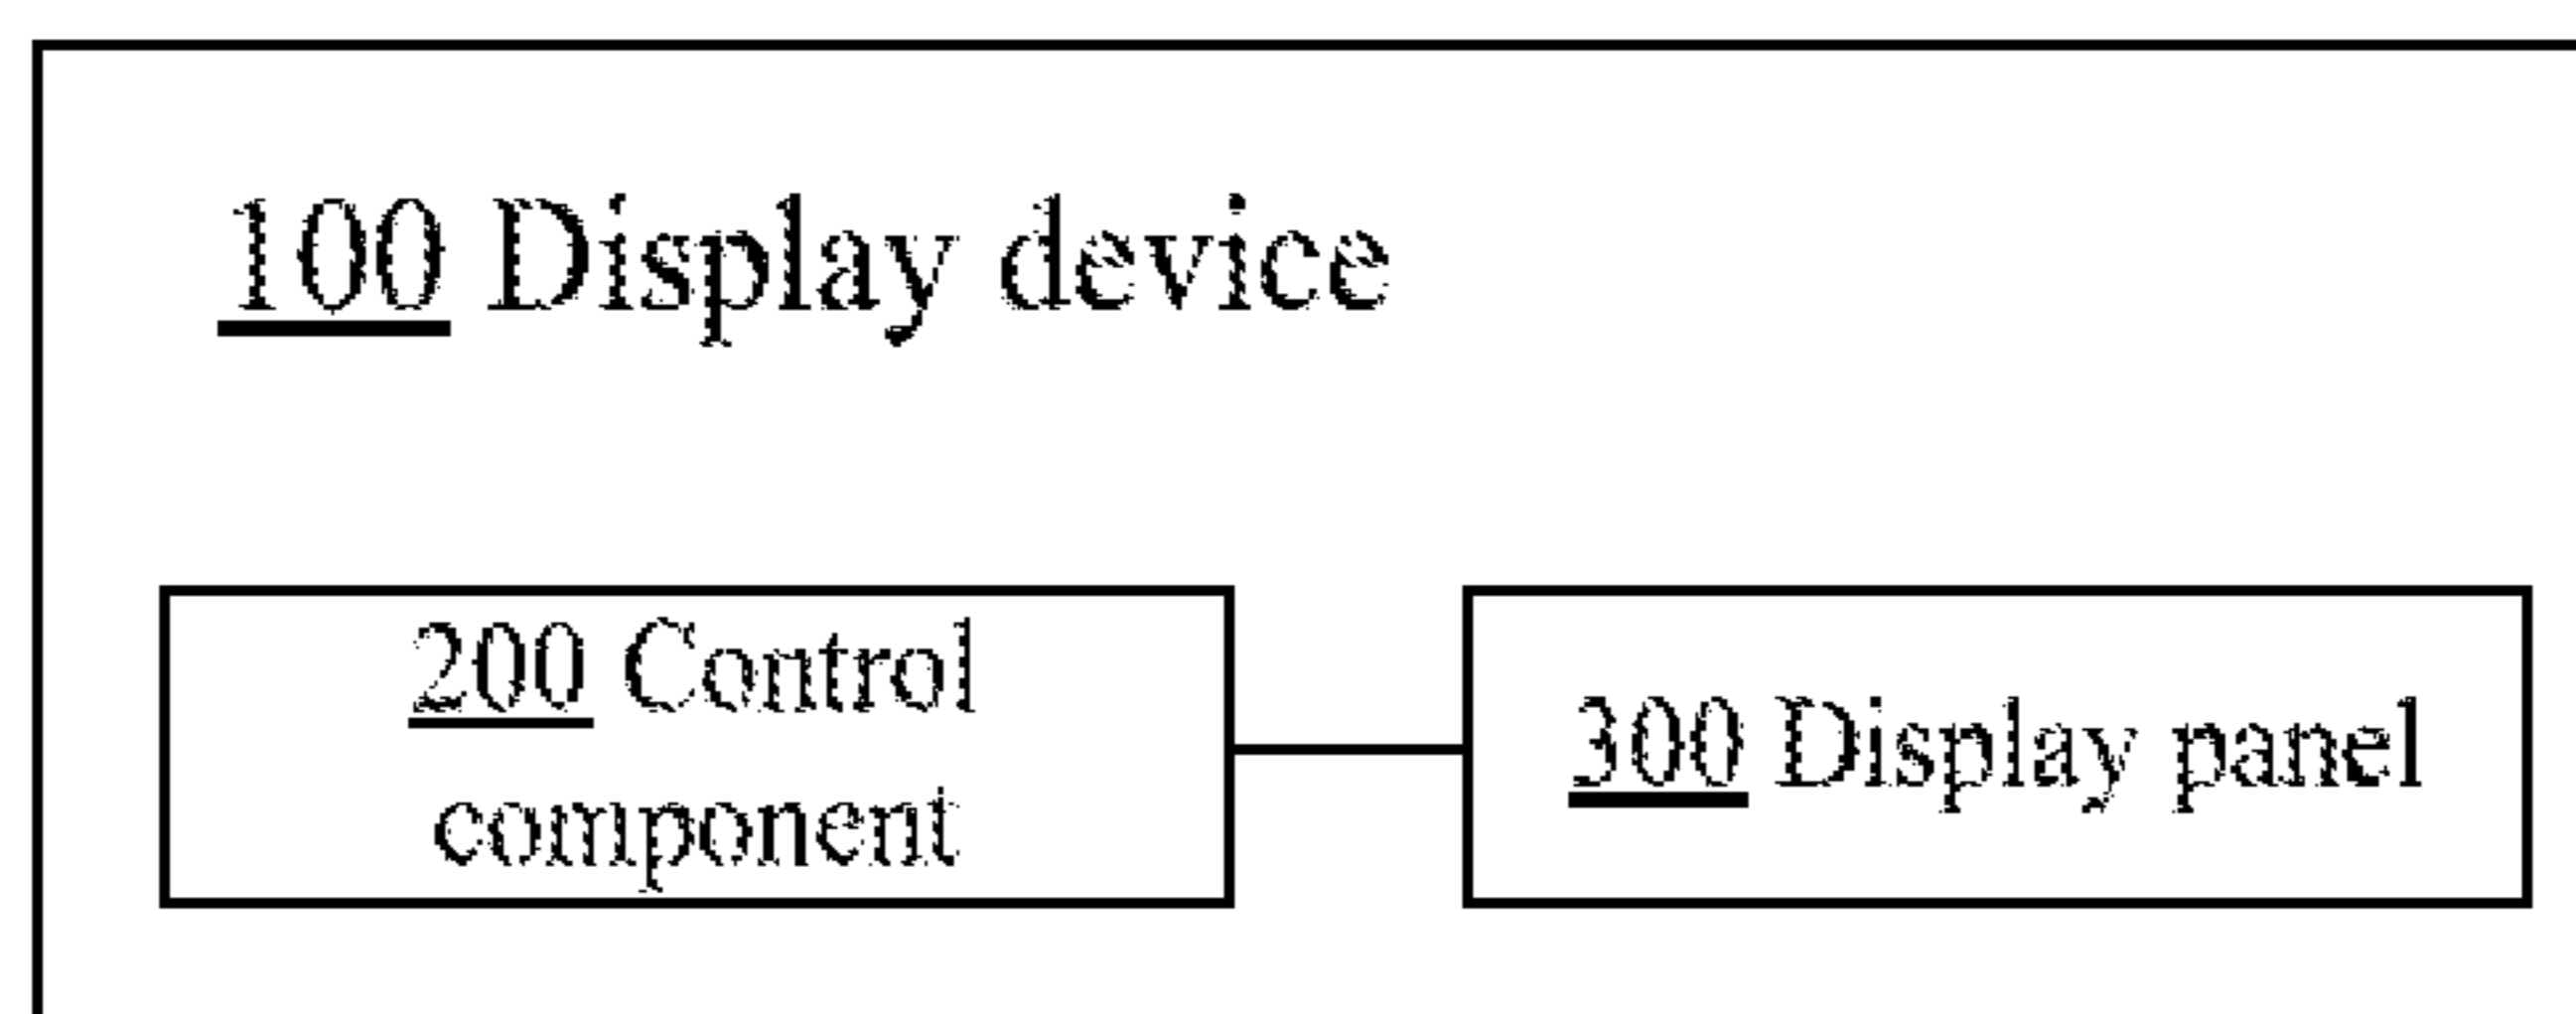 100 Display device
200 Control
component
300 Display panel